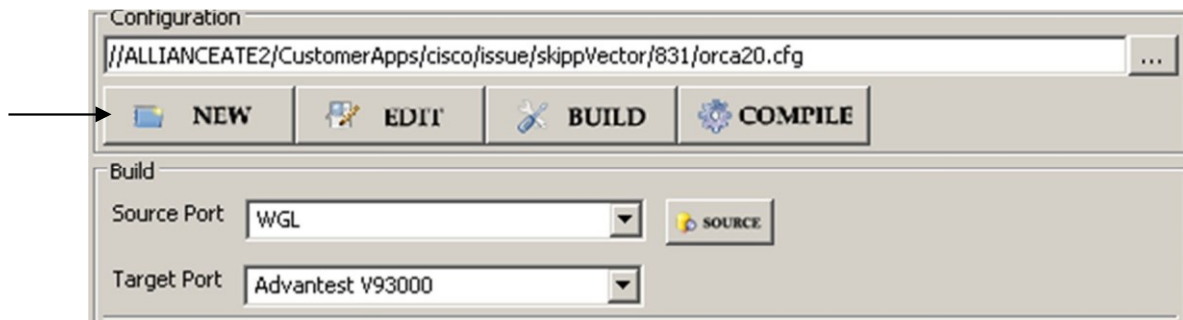 Configuration
//ALLIANCEATE2/CustomerApps/cisco/issue/skippVector/831/orca20.cfg ...
NEW EDIT BUILD COMPILE
Build
Source Port WGL SOURCE
Target Port Advantest V93000